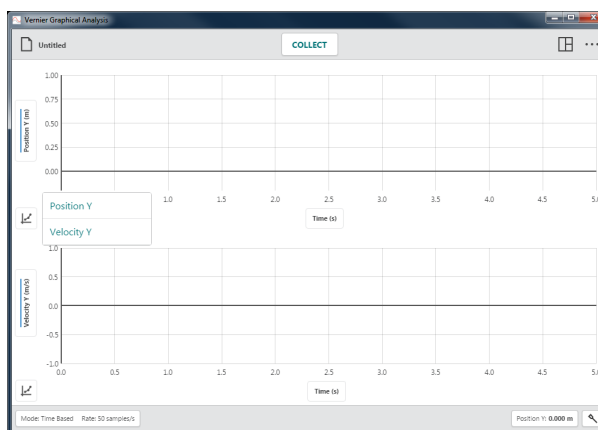 Vernier Graphical Analysis
Untitled
COLLECT
1.00
0.75
0.50
0.25
0.00
Position Y (m)
1.0 1.5 2.0 2.5 3.0 3.5 4.0 4.5 5.0
Time (s)
Position Y
Velocity Y
1.0
0.5
0.0
-0.5
-1.0
Velocity Y (m/s)
0.0 0.5 1.0 1.5 2.0 2.5 3.0 3.5 4.0 4.5 5.0
Time (s)
Mode: Time Based Rate: 50 samples/s
Position Y: 0.000 m